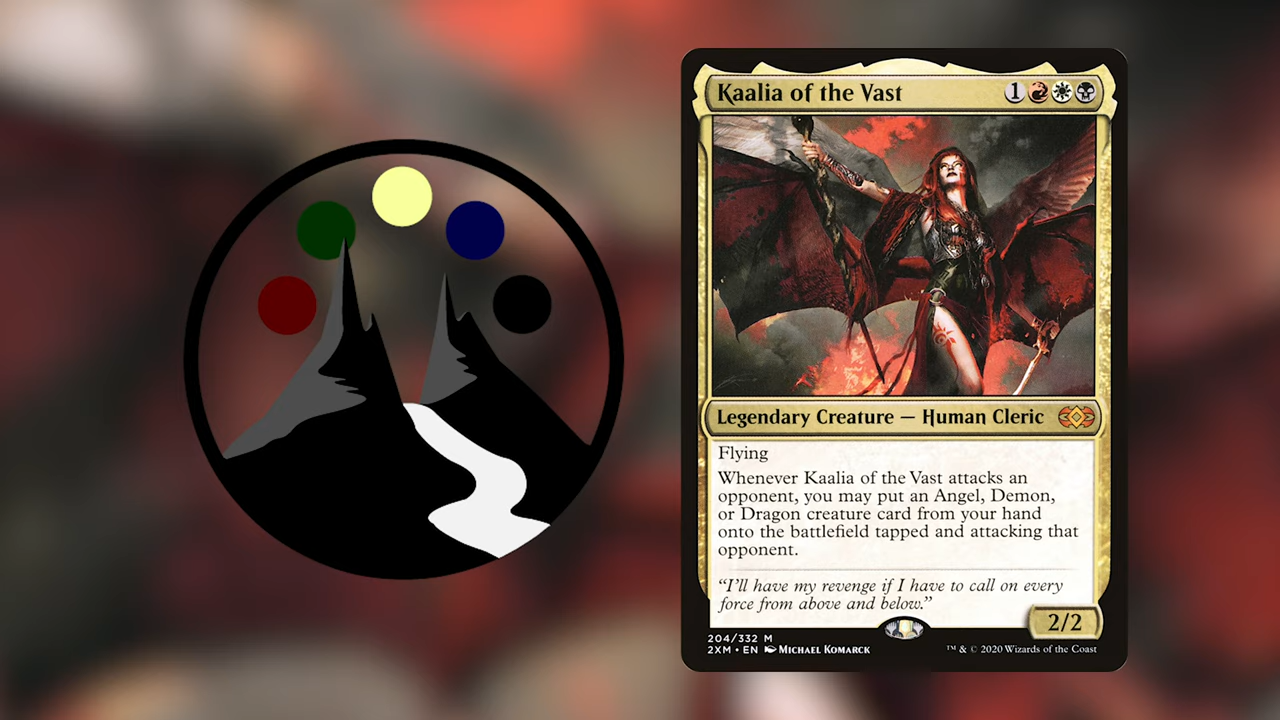 Kaalia of the Vast 1
Legendary Creature — Human Cleric
Flying
Whenever Kaalia of the Vast attacks an
opponent, you may put an Angel, Demon,
or Dragon creature card from your hand
onto the battlefield tapped and attacking that
opponent.
“I’ll have my revenge if I have to call on every
force from above and below.”
2/2
204/332 M
2XM • EN Michael Komarck
™ & © 2020 Wizards of the Coast